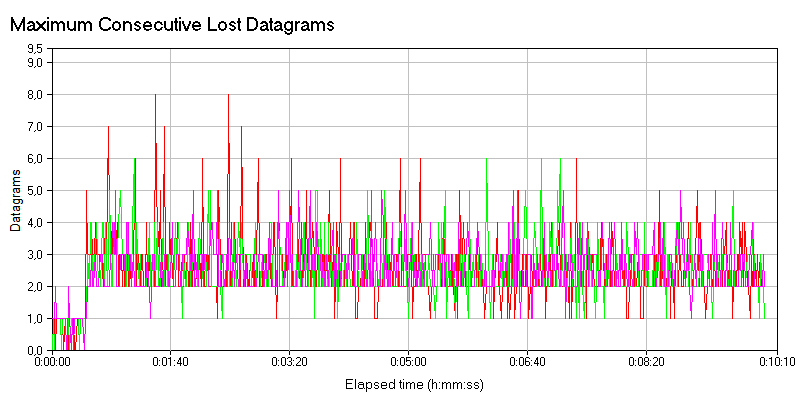 Maximum Consecutive Lost Datagrams
9,5
9,0
8,0
7,0
6,0
5,0
4,0
3,0
2,0
1,0
0,0
Datagrams
0:00:00 0:01:40 0:03:20 0:05:00 0:06:40 0:08:20 0:10:10
Elapsed time (h:mm:ss)